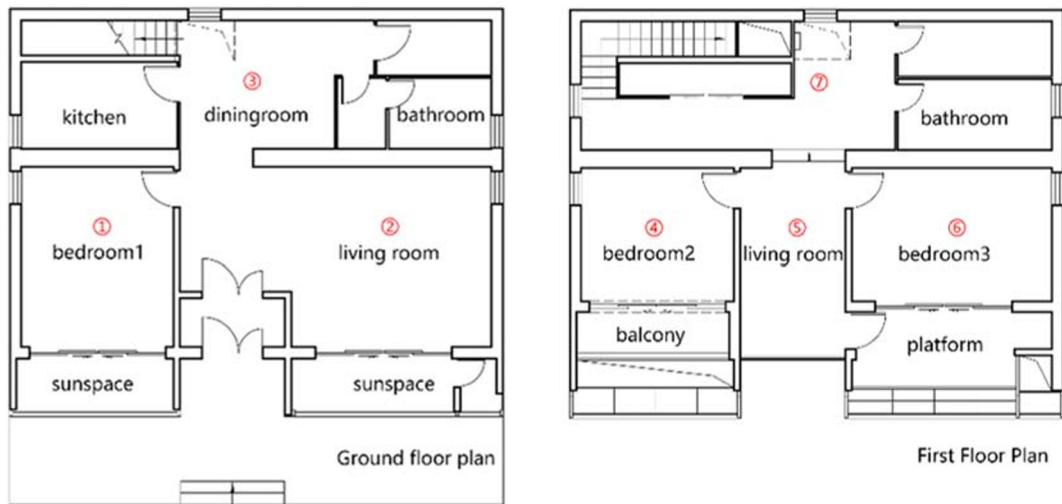 ③
kitchen
diningroom
bathroom
①
bedroom1
②
living room
sunspace
sunspace
Ground floor plan
⑦
bathroom
④
bedroom2
⑤
living room
⑥
bedroom3
balcony
platform
First Floor Plan